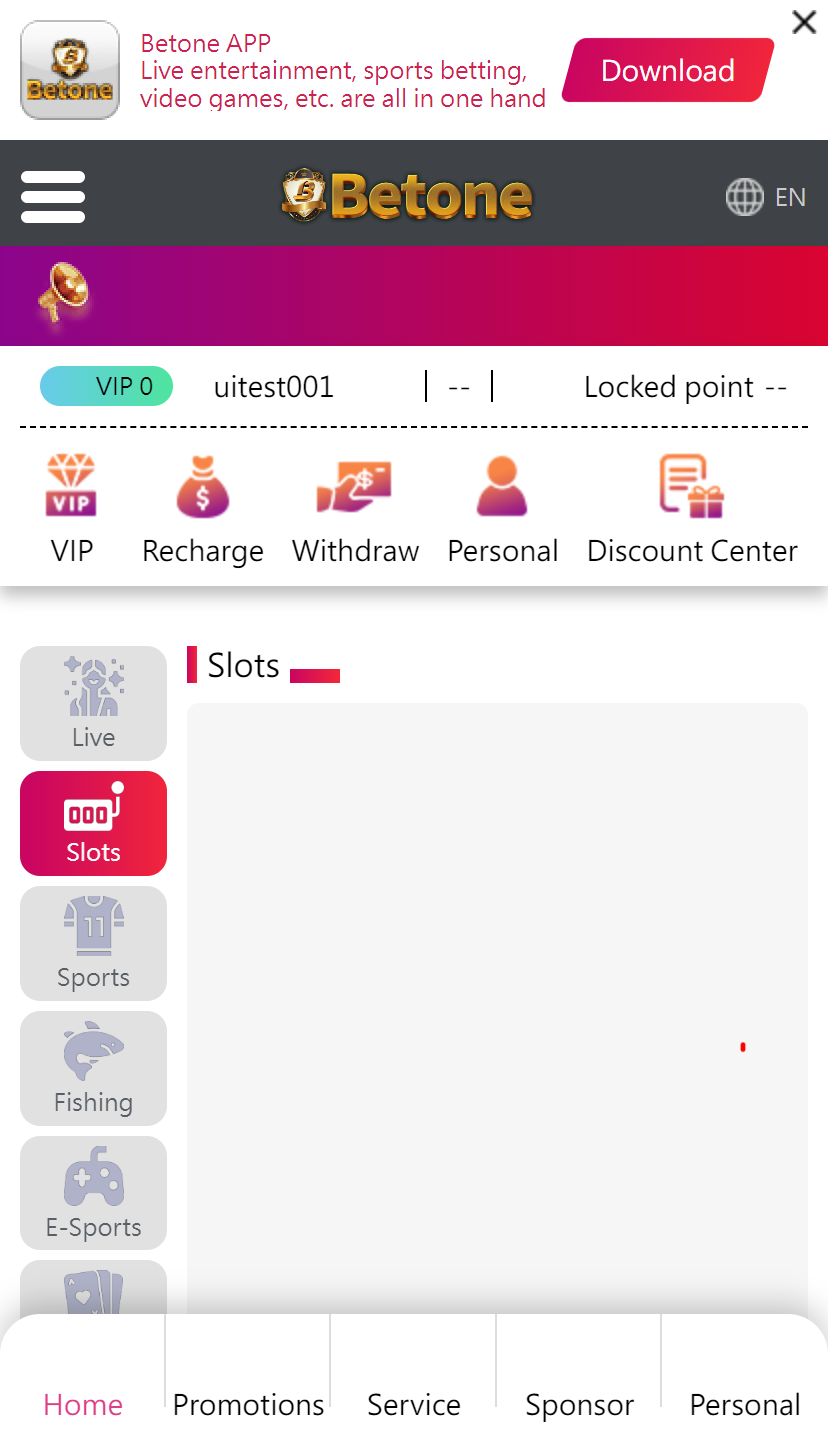 Betone APP
Live entertainment, sports betting,
video games, etc. are all in one hand
Download
Betone
Betone
EN
VIP 0
uitest001
--
Locked point --
VIP
VIP
Recharge
Withdraw
Personal
Discount Center
Slots
Live
000
Slots
11
Sports
Fishing
E-Sports
A
Home
Promotions
Service
Sponsor
Personal